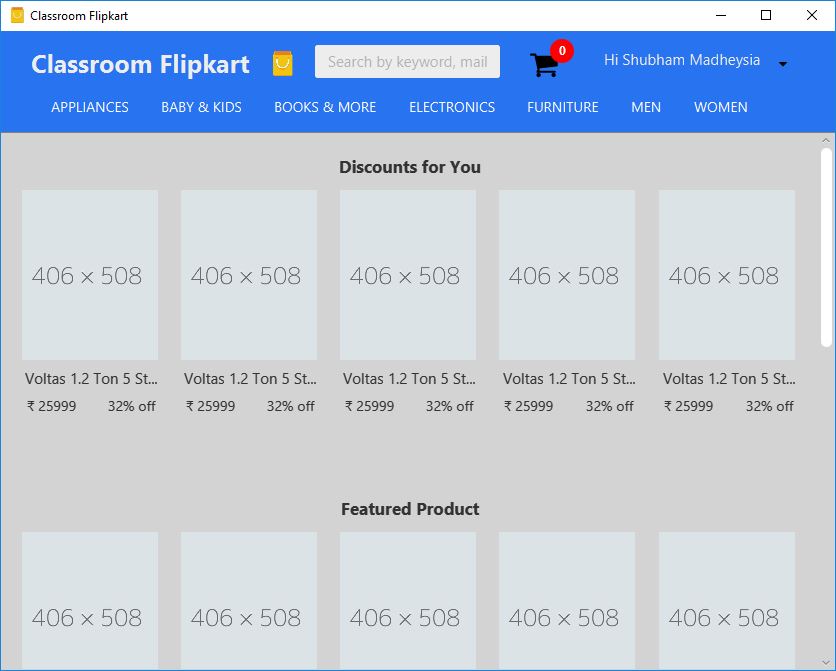 Classroom Flipkart
Classroom Flipkart Search by keyword, mail 0 Hi Shubham Madheysia
APPLIANCES BABY & KIDS BOOKS & MORE ELECTRONICS FURNITURE MEN WOMEN
Discounts for You
406 × 508 406 × 508 406 × 508 406 × 508 406 × 508
Voltas 1.2 Ton 5 St... Voltas 1.2 Ton 5 St... Voltas 1.2 Ton 5 St... Voltas 1.2 Ton 5 St... Voltas 1.2 Ton 5 St...
₹ 25999 32% off ₹ 25999 32% off ₹ 25999 32% off ₹ 25999 32% off ₹ 25999 32% off
Featured Product
406 × 508 406 × 508 406 × 508 406 × 508 406 × 508